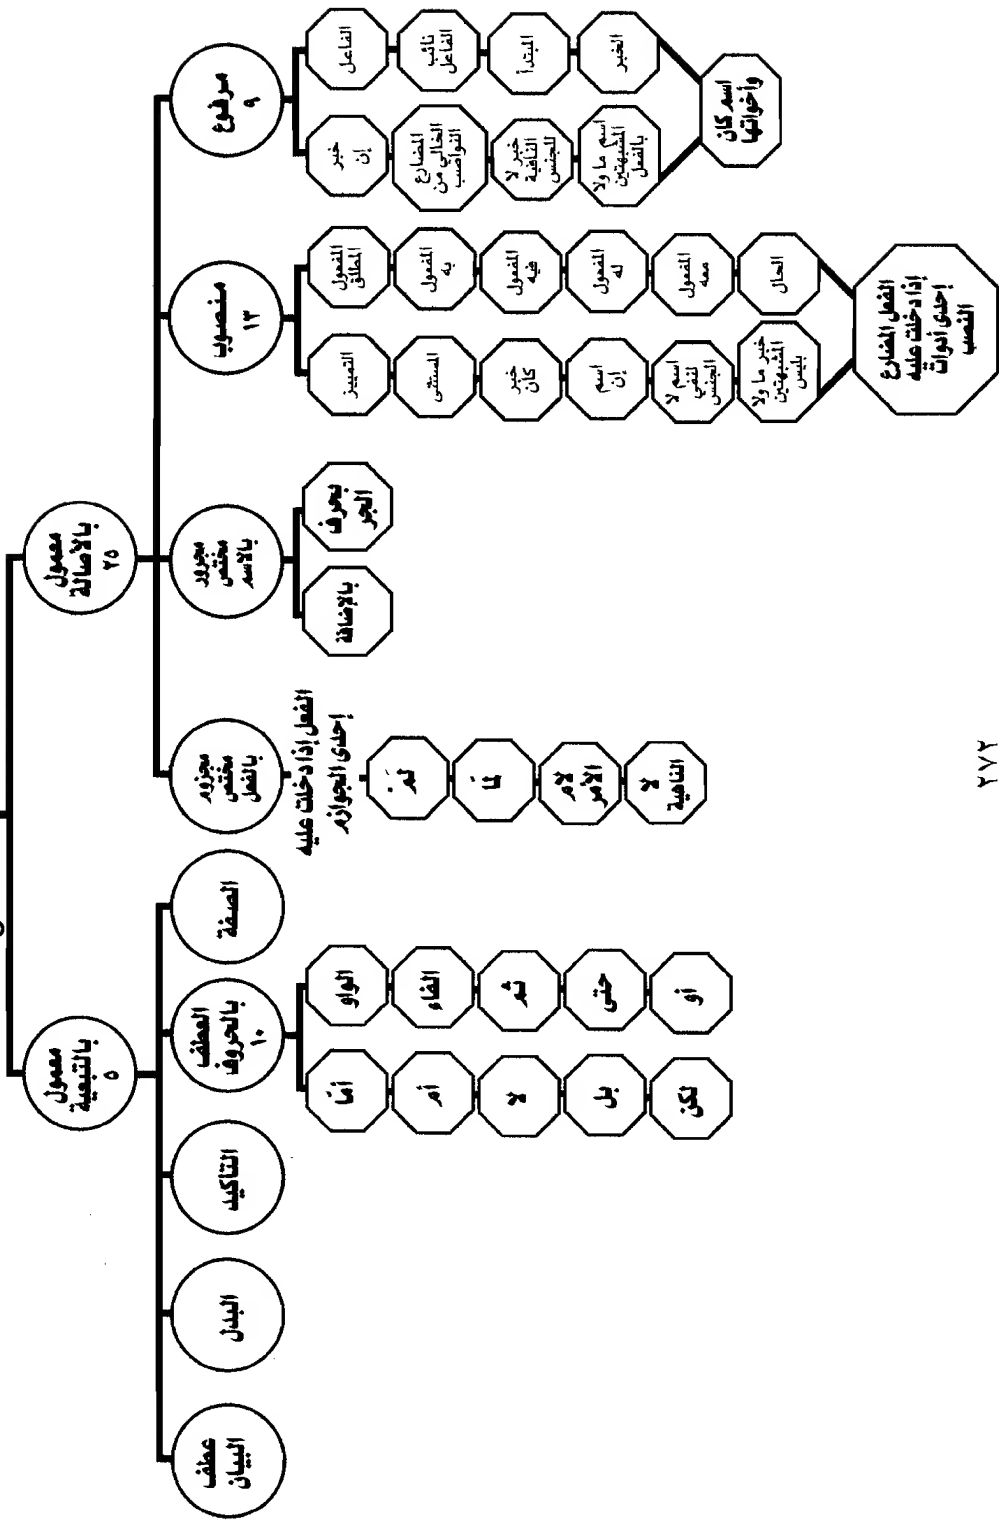 معمول
بالأصالة
٢٥
معمول
بالتبعية
٥
مرفوع
٩
الفاعل
نائب
الفاعل
المبتدأ
الخبر
خبر
إن
المضارع
الخالي من
النواصب
خبر لا
النافية
للجنس
اسم ما ولا
المشبهتين
بالفعل
اسم كان
وأخواتها
منصوب
١٣
المفعول
المطلق
المفعول
به
المفعول
فيه
المفعول
له
المفعول
معه
الحال
التمييز
المستثنى
خبر
كان
اسم
إن
اسم لا
لنفي
الجنس
خبر ما ولا
المشبهتين
بليس
الفعل المضارع
إذا دخلت عليه
إحدى أدوات
النصب
مجرور
مختص
بالاسم
بحرف
الجر
بالإضافة
مجزوم
مختص
بالفعل
الفعل إذا دخلت عليه
إحدى الجوازم
لم
لمّا
لام
الأمر
لا
الناهية
الصفة
العطف
بالحروف
١٠
الواو
الفاء
ثم
حتى
أو
أمّا
أم
لا
بل
لكن
التأكيد
البدل
عطف
البيان
٢٧٢